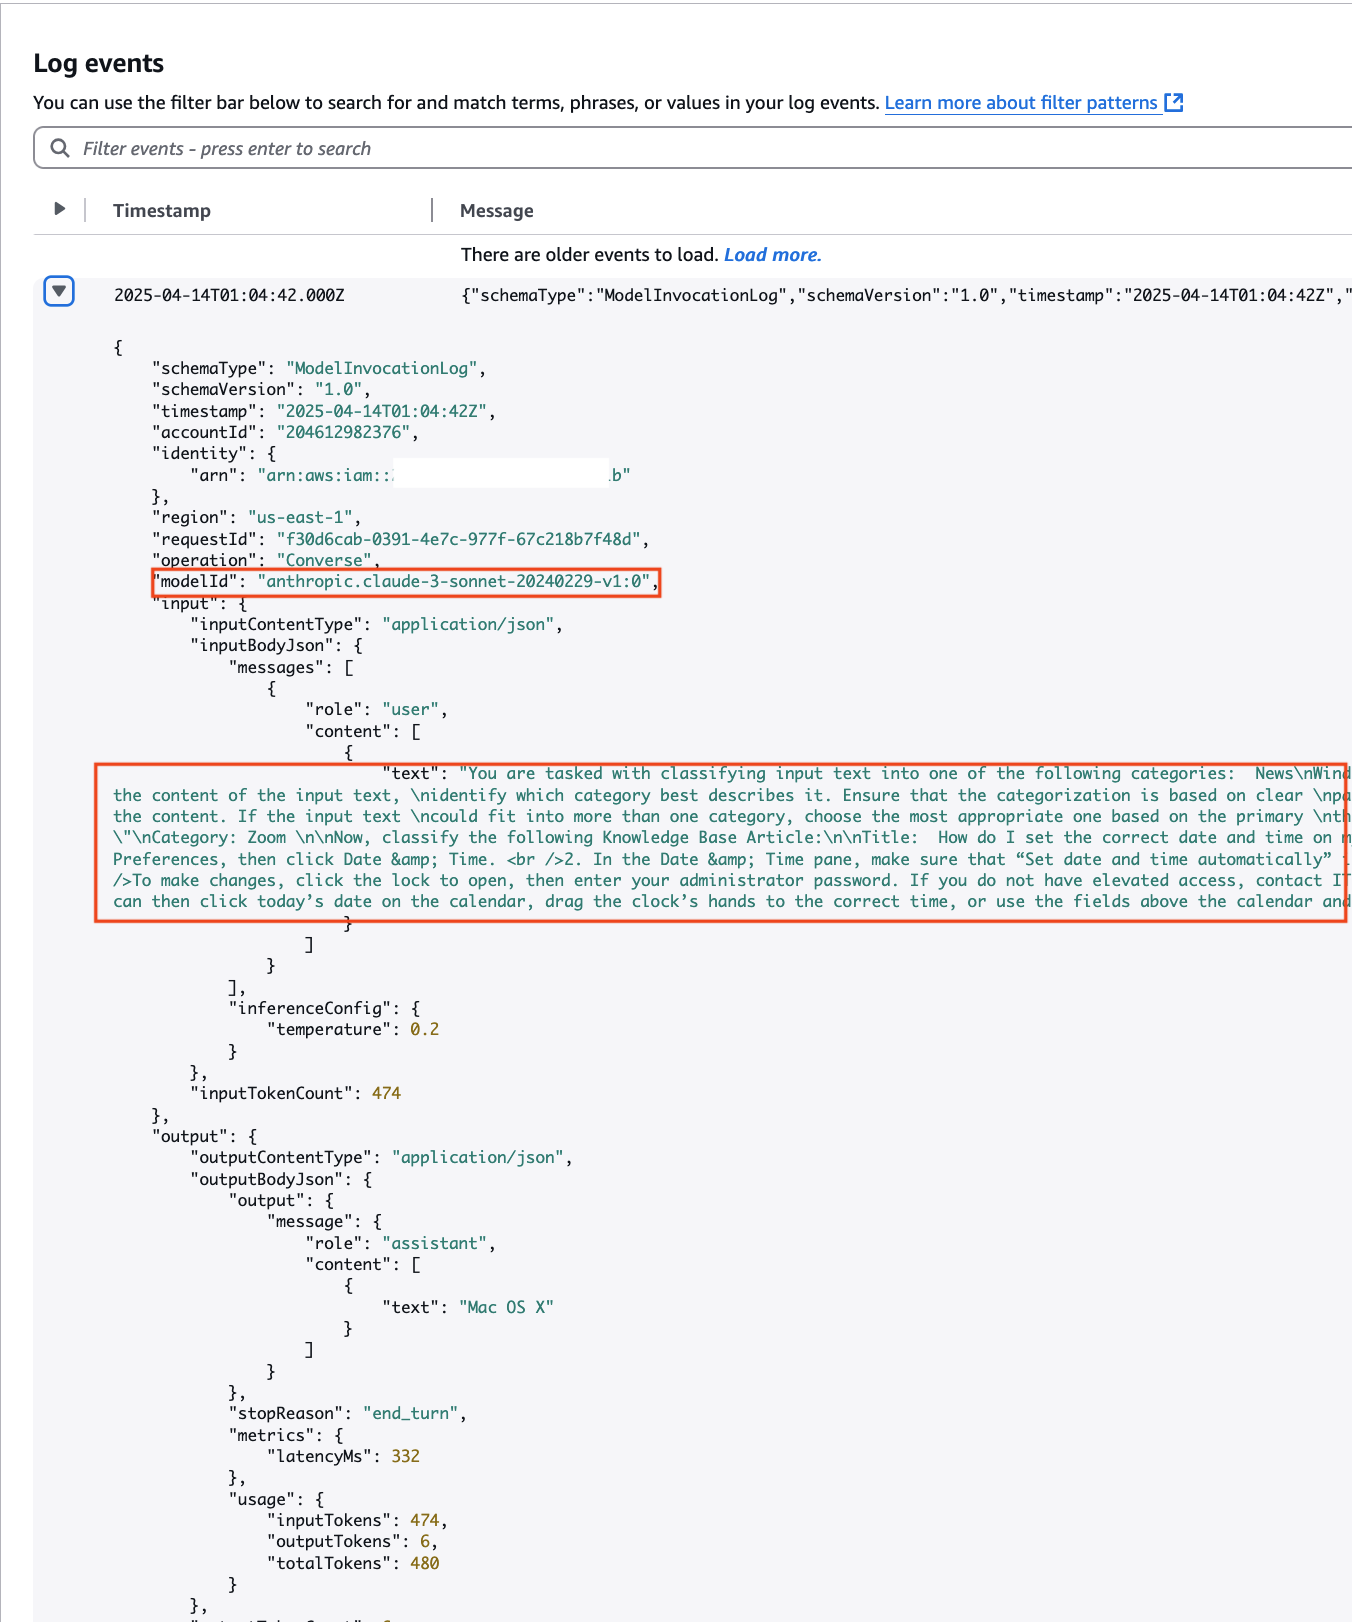 Log events
You can use the filter bar below to search for and match terms, phrases, or values in your log events. Learn more about filter patterns
Filter events - press enter to search
Timestamp Message
There are older events to load. Load more.
2025-04-14T01:04:42.000Z {"schemaType":"ModelInvocationLog","schemaVersion":"1.0","timestamp":"2025-04-14T01:04:42Z","
{
"schemaType": "ModelInvocationLog",
"schemaVersion": "1.0",
"timestamp": "2025-04-14T01:04:42Z",
"accountId": "204612982376",
"identity": {
"arn": "arn:aws:iam:: b"
},
"region": "us-east-1",
"requestId": "f30d6cab-0391-4e7c-977f-67c218b7f48d",
"operation": "Converse",
"modelId": "anthropic.claude-3-sonnet-20240229-v1:0",
"input": {
"inputContentType": "application/json",
"inputBodyJson": {
"messages": [
{
"role": "user",
"content": [
{
"text": "You are tasked with classifying input text into one of the following categories:  News\nWind
the content of the input text, \nidentify which category best describes it. Ensure that the categorization is based on clear \npa
the content. If the input text \ncould fit into more than one category, choose the most appropriate one based on the primary \nth
\"\nCategory: Zoom \n\nNow, classify the following Knowledge Base Article:\n\nTitle:  How do I set the correct date and time on m
Preferences, then click Date &amp; Time. <br />2. In the Date &amp; Time pane, make sure that “Set date and time automatically” i
/>To make changes, click the lock to open, then enter your administrator password. If you do not have elevated access, contact IT
can then click today’s date on the calendar, drag the clock’s hands to the correct time, or use the fields above the calendar and
}
]
}
],
"inferenceConfig": {
"temperature": 0.2
}
},
"inputTokenCount": 474
},
"output": {
"outputContentType": "application/json",
"outputBodyJson": {
"output": {
"message": {
"role": "assistant",
"content": [
{
"text": "Mac OS X"
}
]
}
},
"stopReason": "end_turn",
"metrics": {
"latencyMs": 332
},
"usage": {
"inputTokens": 474,
"outputTokens": 6,
"totalTokens": 480
}
},